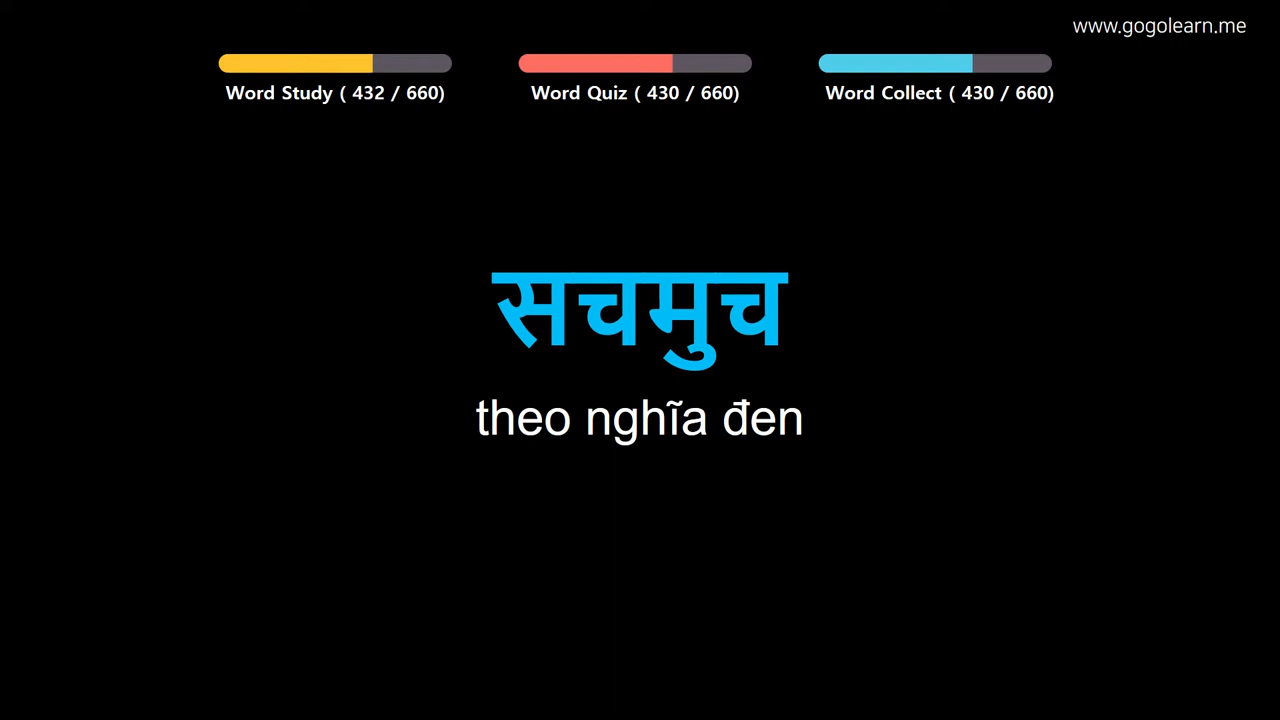 www.gogolearn.me
Word Study ( 432 / 660) Word Quiz ( 430 / 660) Word Collect ( 430 / 660)
सचमुच
theo nghĩa đen